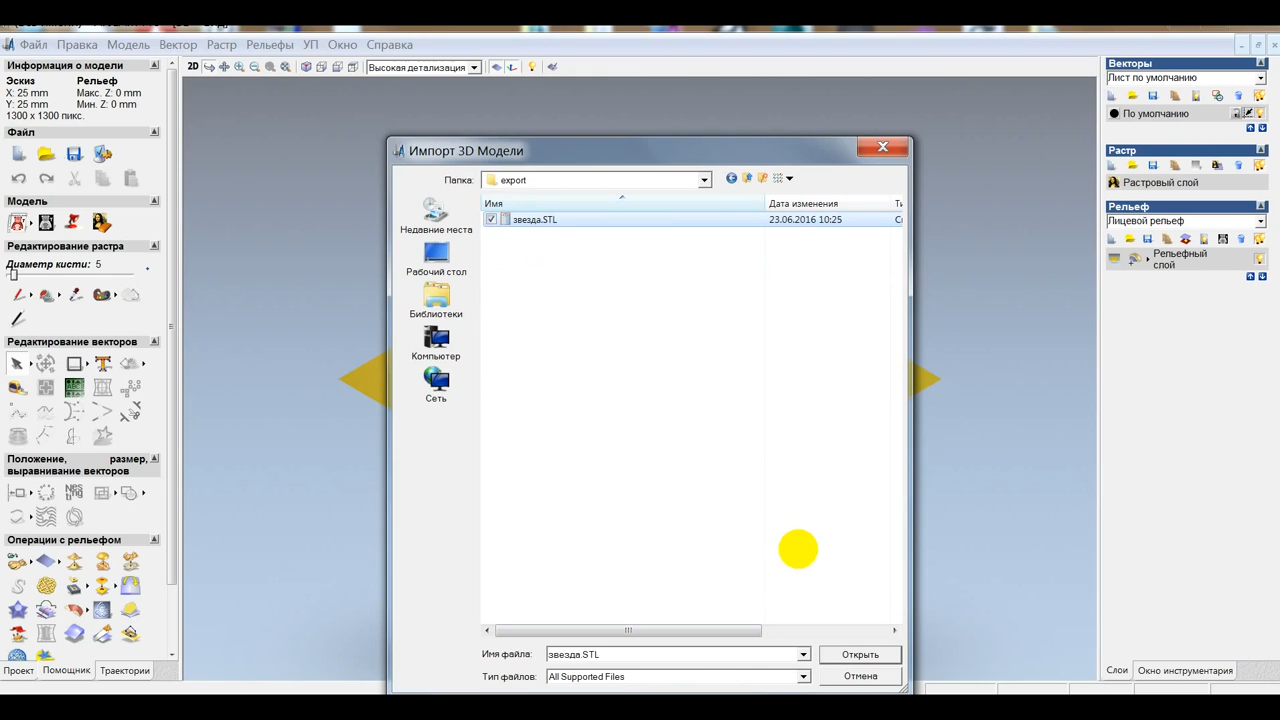 Файл Правка Модель Вектор Растр Рельефы УП Окно Справка
Информация о модели
Эскиз Рельеф
X: 25 mm Макс. Z: 0 mm
Y: 25 mm Мин. Z: 0 mm
1300 x 1300 пикс.
Файл
Модель
Редактирование растра
Диаметр кисти: 5
Редактирование векторов
Положение, размер,
выравнивание векторов
Операции с рельефом
Проект Помощник Траектории
2D Высокая детализация
Импорт 3D Модели
Папка: export
Имя Дата изменения Ти
звезда.STL 23.06.2016 10:25
Недавние места
Рабочий стол
Библиотеки
Компьютер
Сеть
Имя файла: звезда.STL Открыть
Тип файлов: All Supported Files Отмена
Векторы
Лист по умолчанию
По умолчанию
Растр
Растровый слой
Рельеф
Лицевой рельеф
Рельефный
слой
Слои Окно инструментария